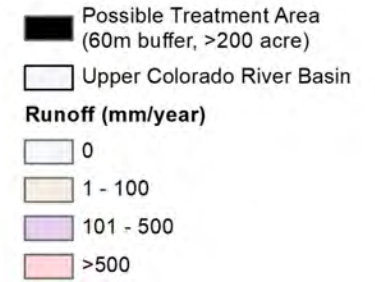 Possible Treatment Area
(60m buffer, >200 acre)
Upper Colorado River Basin
Runoff (mm/year)
0
1 - 100
101 - 500
>500